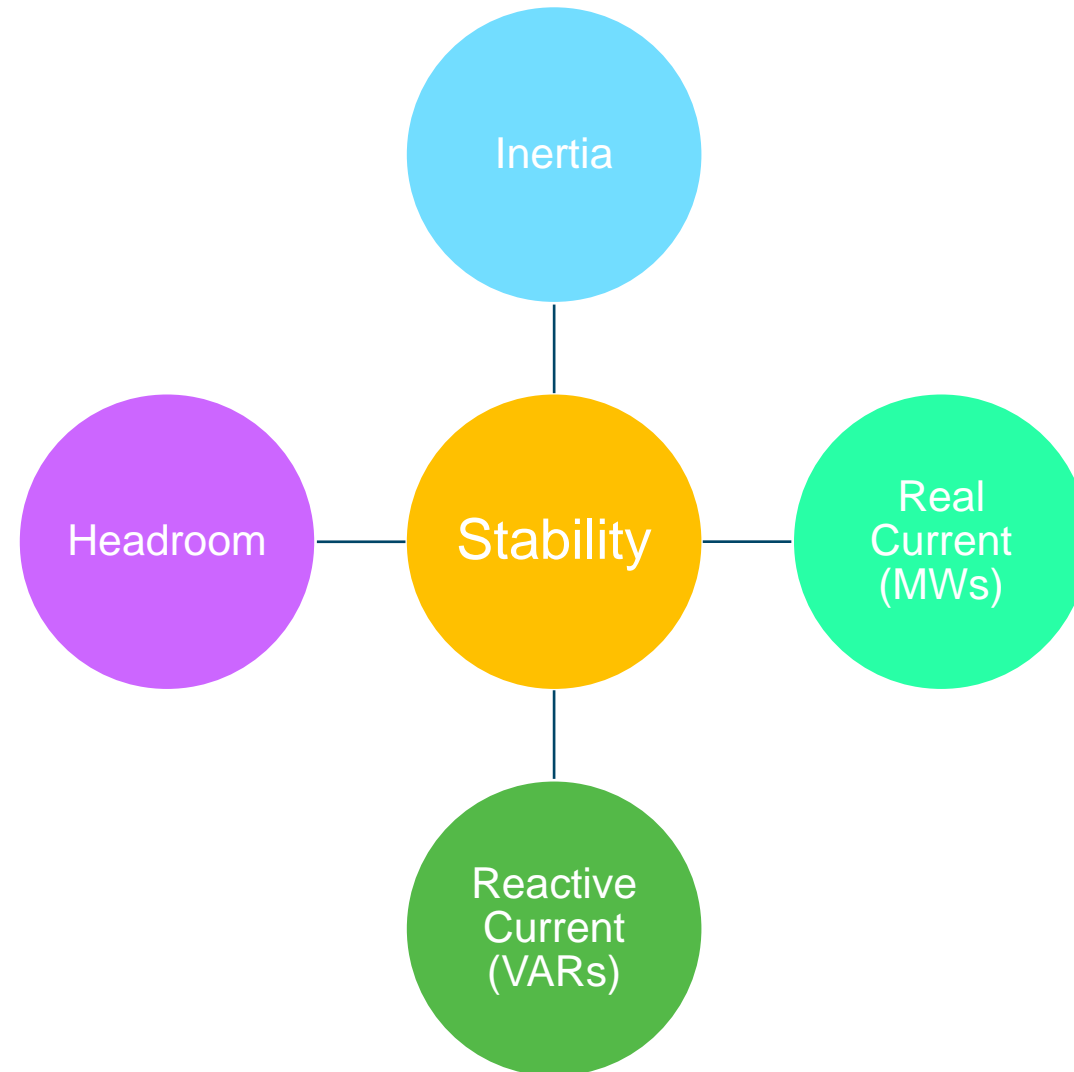 Inertia
Headroom
Stability
Real
Current
(MWs)
Reactive
Current
(VARs)